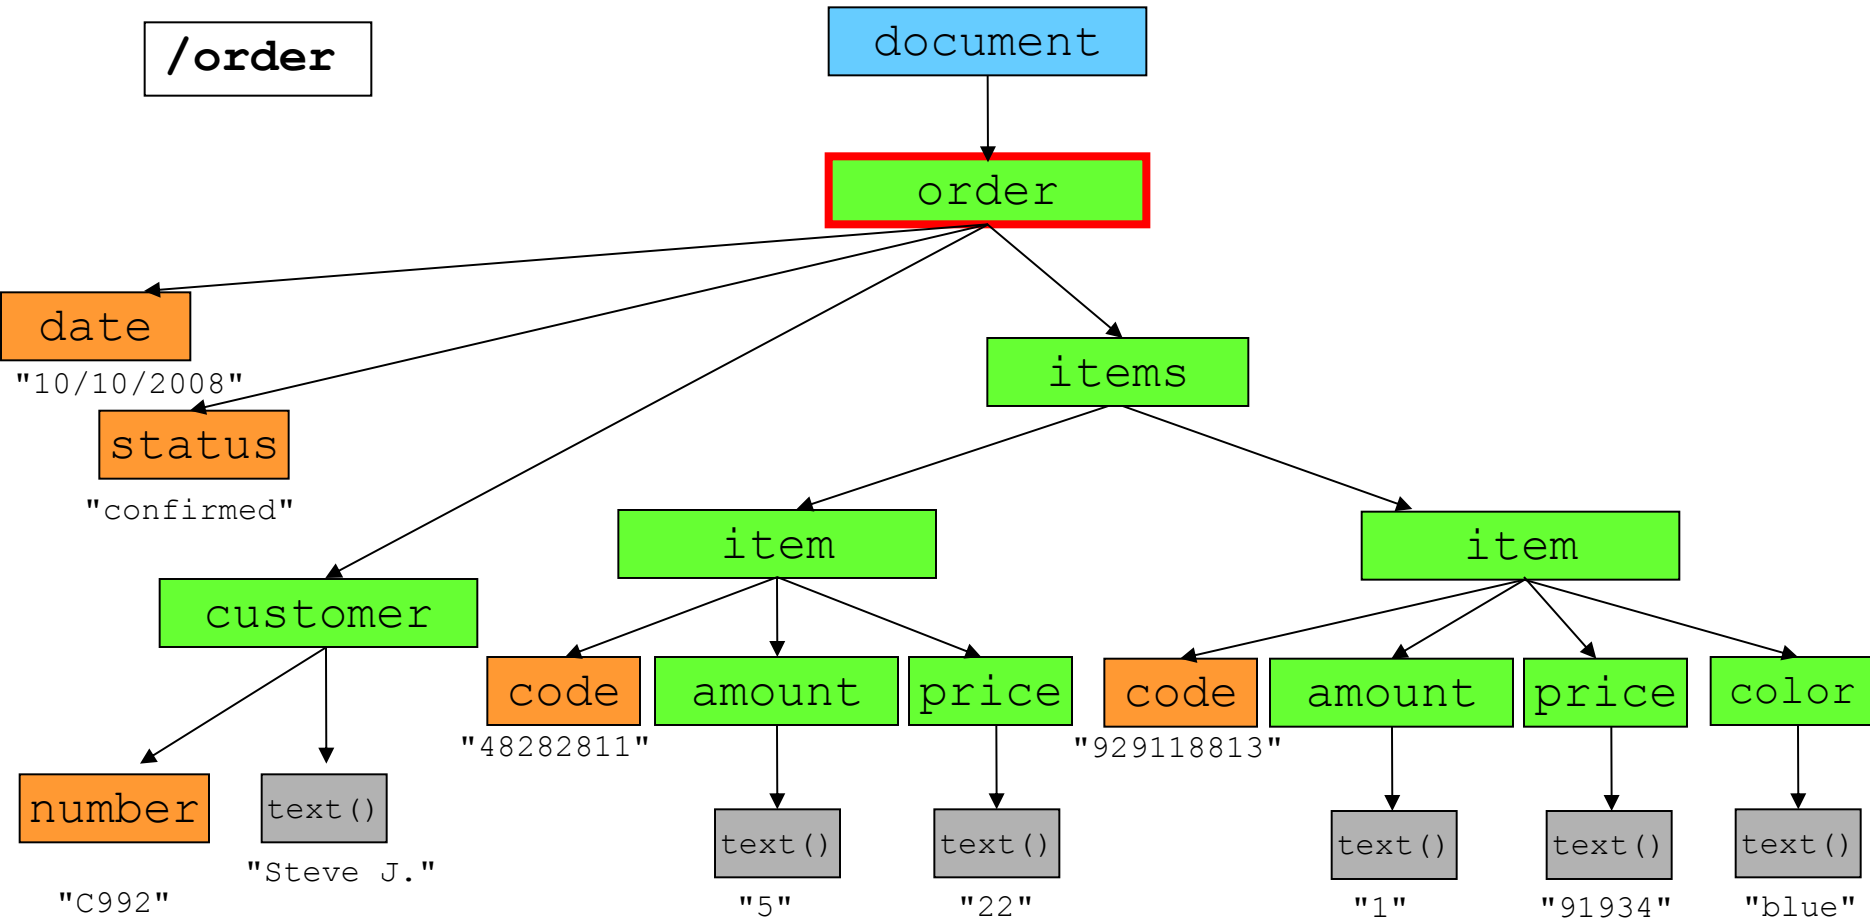 /order
document
order
date
"10/10/2008"
items
status
"confirmed"
item
item
customer
code
amount
price
code
amount
price
color
"48282811"
"929118813"
number
text()
text()
text()
text()
text()
text()
"Steve J."
"C992"
"5"
"22"
"1"
"91934"
"blue"